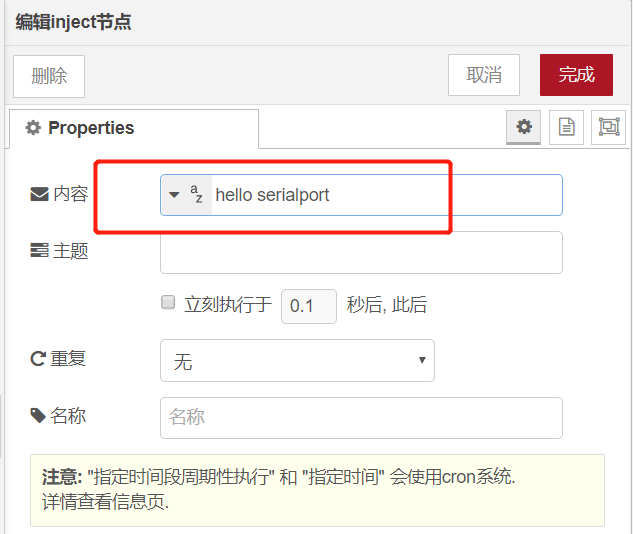 编辑inject节点
删除 取消 完成
Properties
内容 az hello serialport
主题
立刻执行于 0.1 秒后, 此后
重复 无
名称 名称
注意: "指定时间段周期性执行" 和 "指定时间" 会使用cron系统.
详情查看信息页.